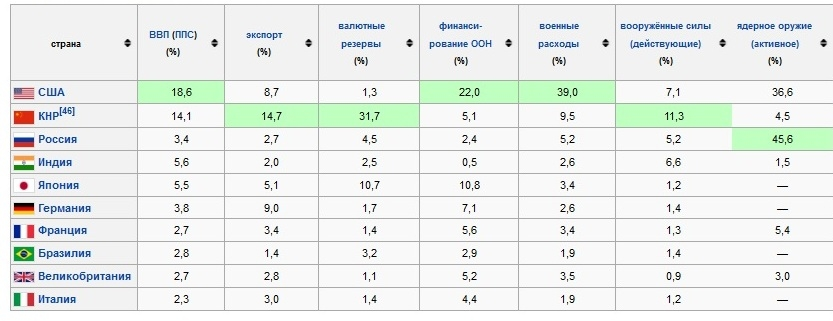 страна ВВП (ППС) (%) экспорт (%) валютные резервы (%) финанси-рование ООН (%) военные расходы (%) вооружённые силы (действующие) (%) ядерное оружие (активное) (%)
США 18,6 8,7 1,3 22,0 39,0 7,1 36,6
КНР[46] 14,1 14,7 31,7 5,1 9,5 11,3 4,5
Россия 3,4 2,7 4,5 2,4 5,2 5,2 45,6
Индия 5,6 2,0 2,5 0,5 2,6 6,6 1,5
Япония 5,5 5,1 10,7 10,8 3,4 1,2 —
Германия 3,8 9,0 1,7 7,1 2,6 1,4 —
Франция 2,7 3,4 1,4 5,6 3,4 1,3 5,4
Бразилия 2,8 1,4 3,2 2,9 1,9 1,4 —
Великобритания 2,7 2,8 1,1 5,2 3,5 0,9 3,0
Италия 2,3 3,0 1,4 4,4 1,9 1,2 —